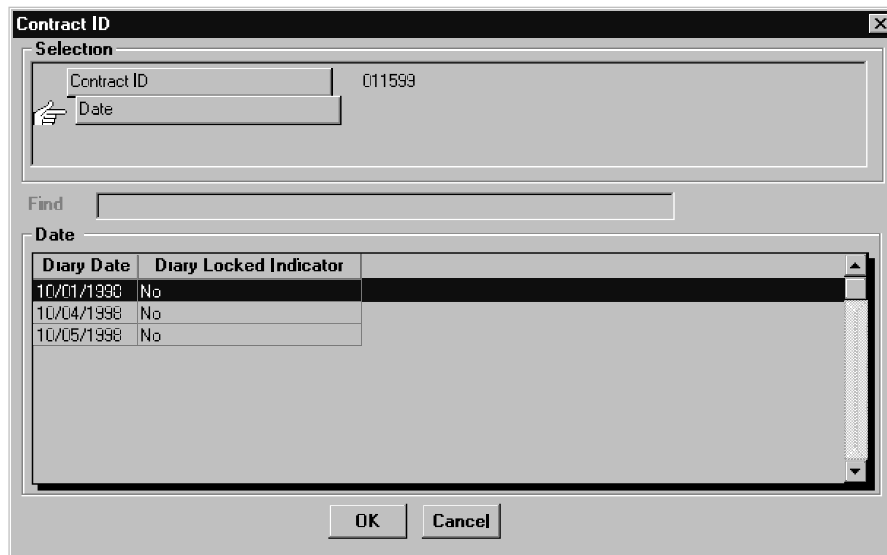 Contract ID
Selection
Contract ID 011599
Date
Find
Date
Diary Date Diary Locked Indicator
10/01/1998 No
10/04/1998 No
10/05/1998 No
OK Cancel